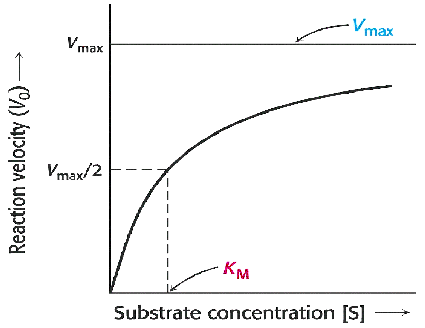 Vmax
Vmax
Reaction velocity (V0)
Vmax/2
KM
Substrate concentration [S]